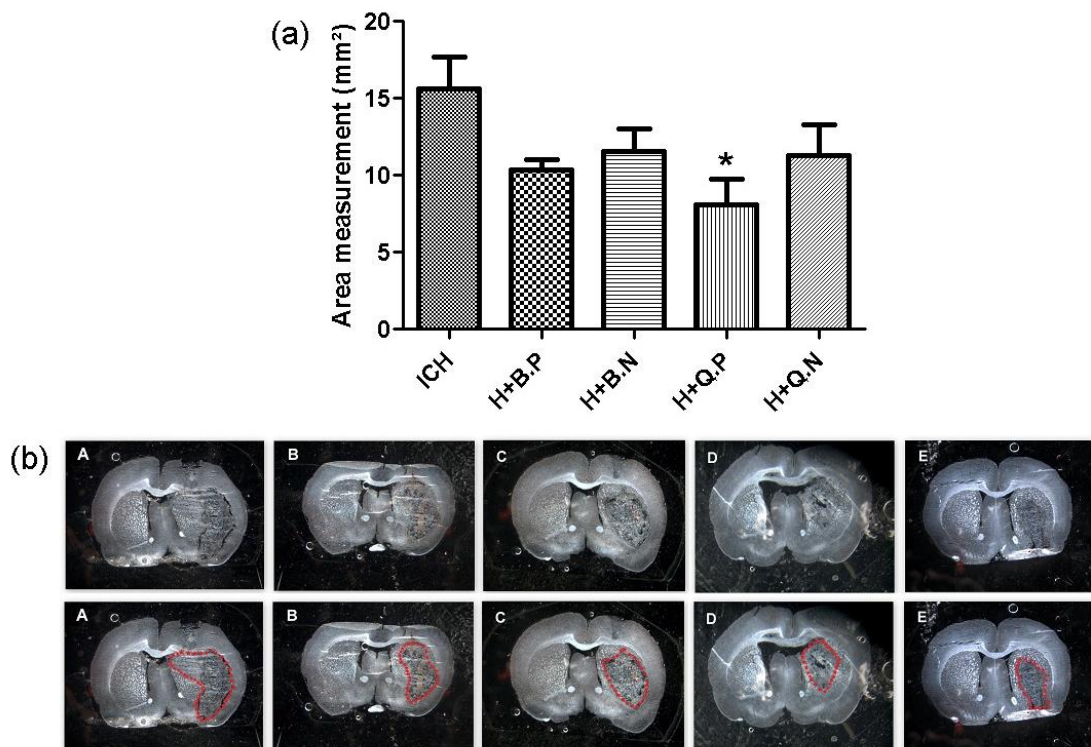 (a)
Area measurement (mm²)
20
15
10
5
0
*
ICH
H+B.P
H+B.N
H+Q.P
H+Q.N
(b)
A
B
C
D
E
A
B
C
D
E